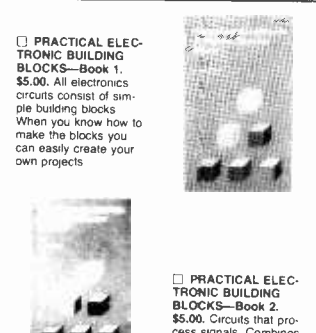 ☐ PRACTICAL ELEC-
TRONIC BUILDING
BLOCKS—Book 1.
$5.00. All electronics
circuits consist of sim-
ple building blocks
When you know how to
make the blocks you
can easily create your
own projects
☐ PRACTICAL ELEC-
TRONIC BUILDING
BLOCKS—Book 2.
$5.00. Circuits that pro-
cess signals. Combines